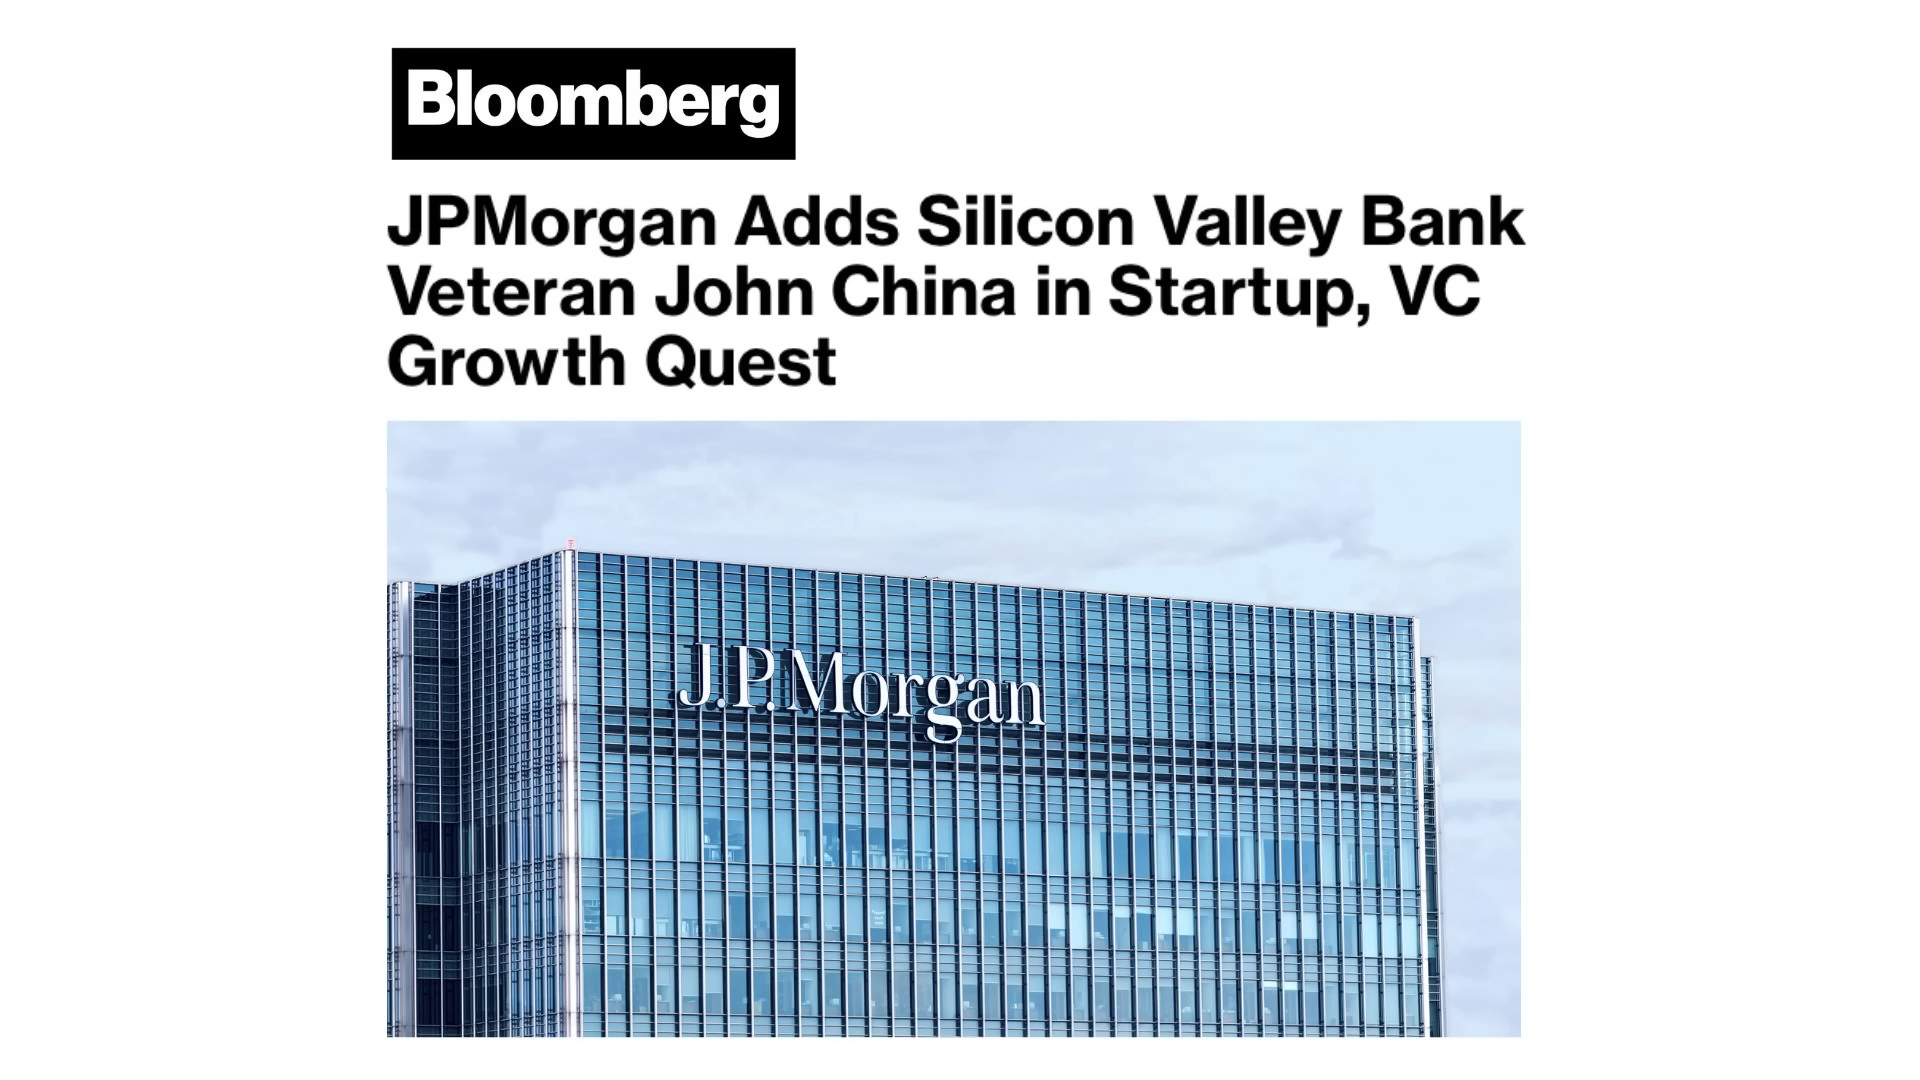 Bloomberg
JPMorgan Adds Silicon Valley Bank
Veteran John China in Startup, VC
Growth Quest
J.P.Morgan